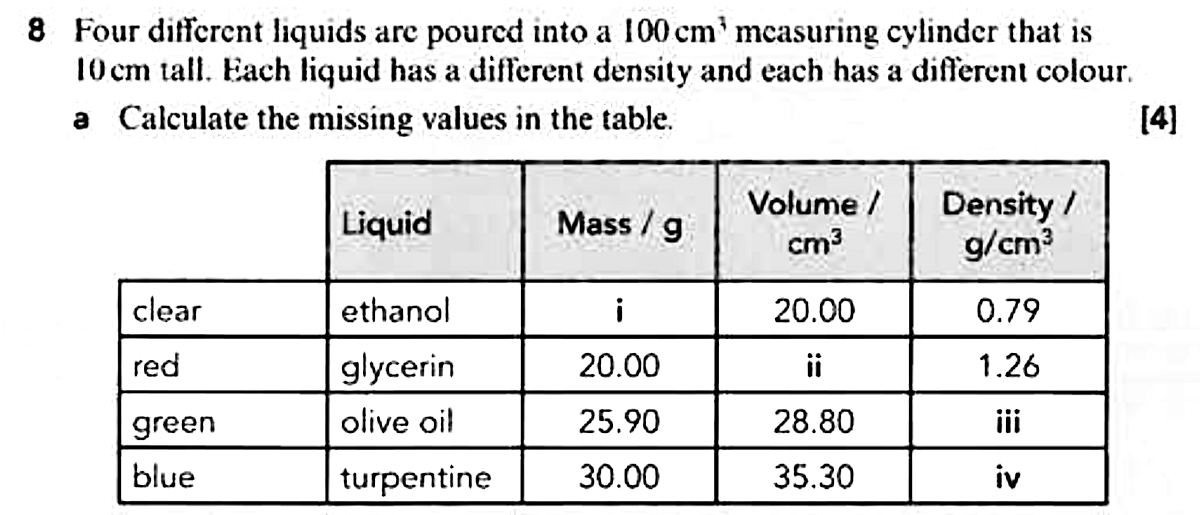 8 Four different liquids are poured into a 100 cm³ measuring cylinder that is
10 cm tall. Each liquid has a different density and each has a different colour.
a Calculate the missing values in the table. [4]
Liquid Mass / g Volume / cm³ Density / g/cm³
clear ethanol i 20.00 0.79
red glycerin 20.00 ii 1.26
green olive oil 25.90 28.80 iii
blue turpentine 30.00 35.30 iv